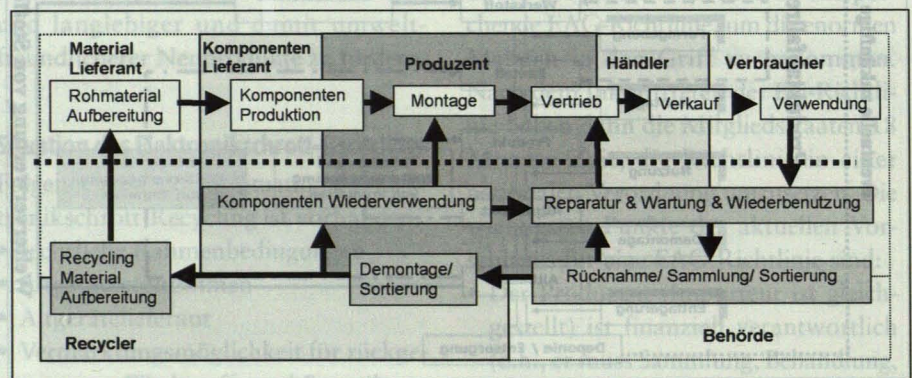 Material
Lieferant
Komponenten
Lieferant
Produzent
Händler
Verbraucher
Rohmaterial
Aufbereitung
Komponenten
Produktion
Montage
Vertrieb
Verkauf
Verwendung
Komponenten Wiederverwendung
Reparatur & Wartung & Wiederbenützung
Recycling
Material
Aufbereitung
Demontage/
Sortierung
Rücknahme/ Sammlung/ Sortierung
Recycler
Behörde